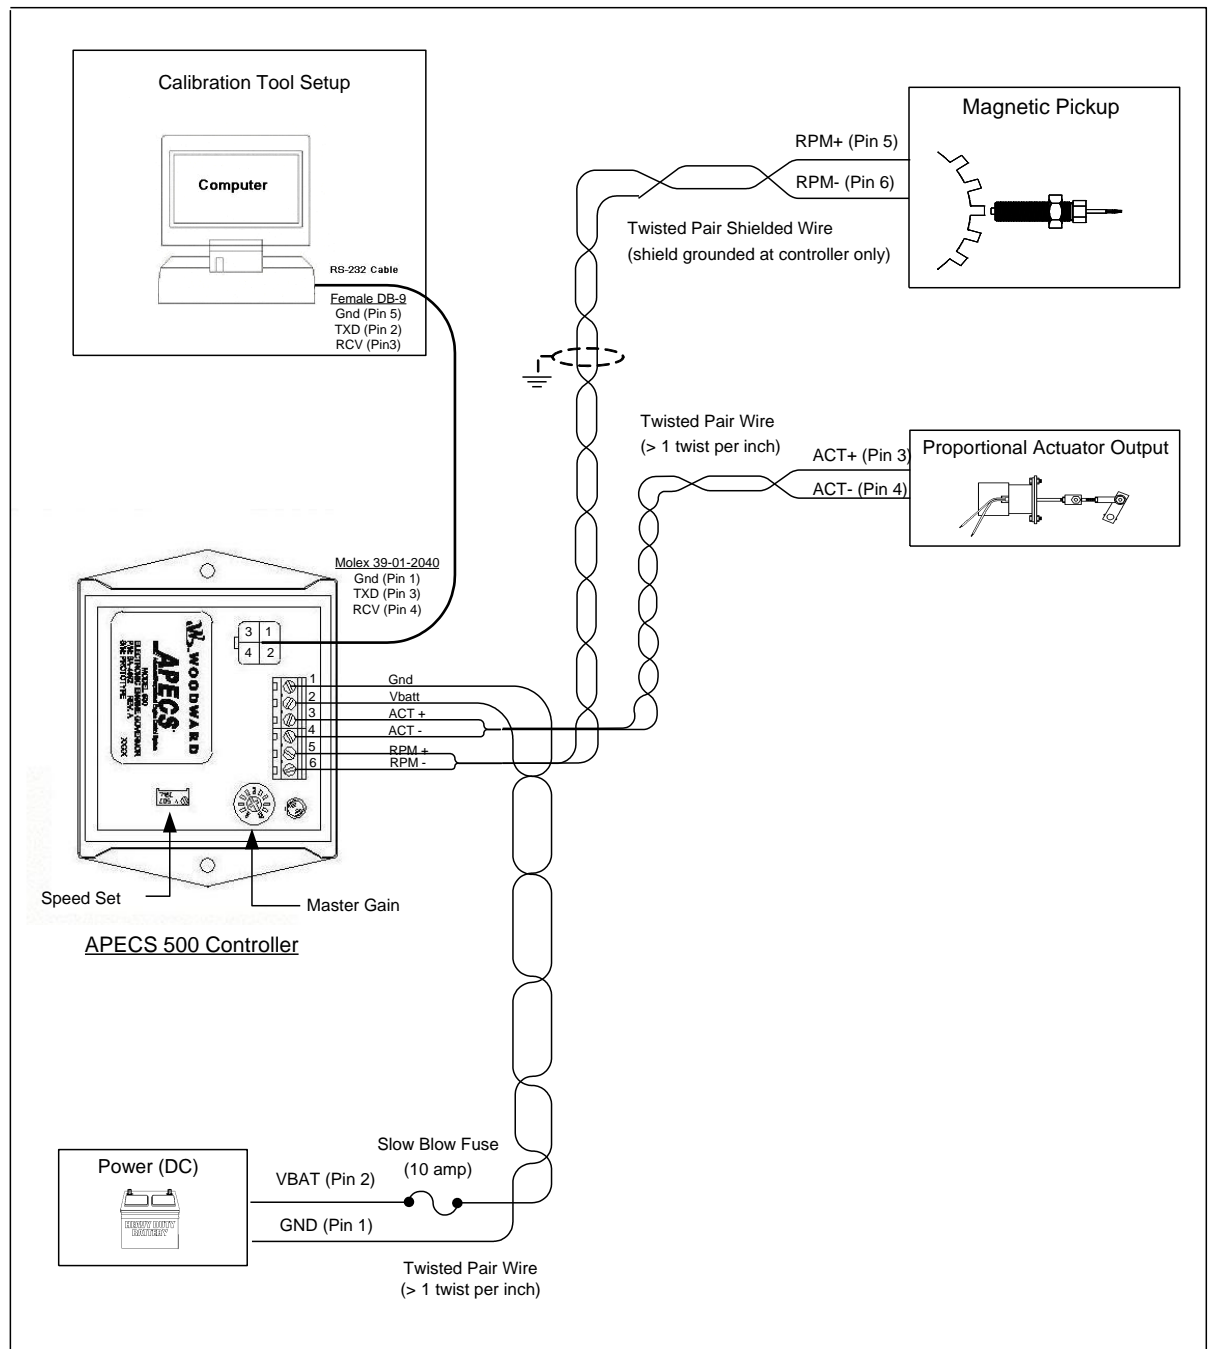 Calibration Tool Setup
Computer
RS-232 Cable
Female DB-9
Gnd (Pin 5)
TXD (Pin 2)
RCV (Pin3)
Magnetic Pickup
RPM+ (Pin 5)
RPM- (Pin 6)
Twisted Pair Shielded Wire
(shield grounded at controller only)
Twisted Pair Wire
(> 1 twist per inch)
Proportional Actuator Output
ACT+ (Pin 3)
ACT- (Pin 4)
Molex 39-01-2040
Gnd (Pin 1)
TXD (Pin 3)
RCV (Pin 4)
3 1
4 2
WOODWARD
APECS
ELECTRONIC ENGINE GOVERNOR
REV: A
S/N: PROTOTYPE
1 Gnd
2 Vbatt
3 ACT +
4 ACT -
5 RPM +
6 RPM -
Speed Set
Master Gain
APECS 500 Controller
Power (DC)
HEAVY DUTY
BATTERY
VBAT (Pin 2)
GND (Pin 1)
Slow Blow Fuse
(10 amp)
Twisted Pair Wire
(> 1 twist per inch)